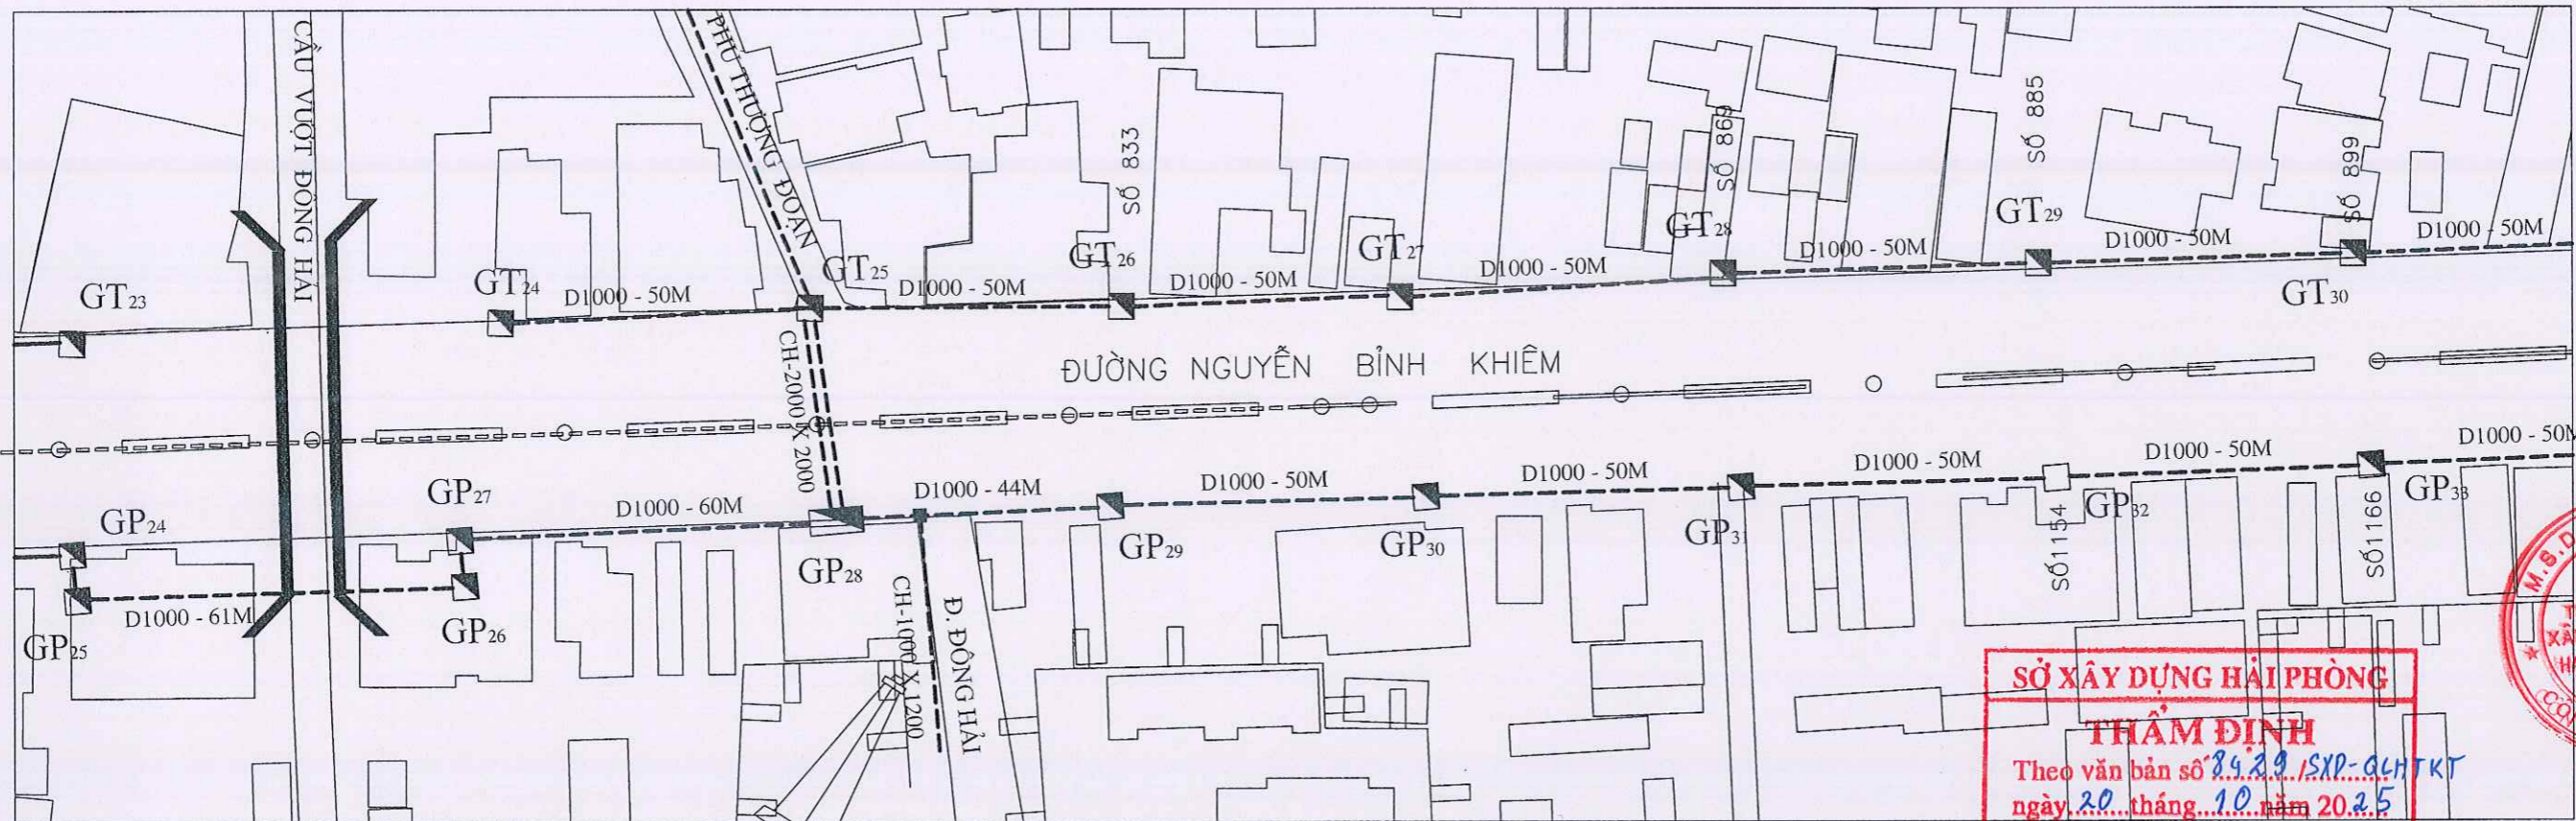 CẦU VƯỢT ĐÔNG HẢI
PHỦ THƯỢNG ĐOẠN
SỐ 833
SỐ 869
SỐ 885
SỐ 899
GT23
GT24
D1000 - 50M
GT25
D1000 - 50M
GT26
D1000 - 50M
GT27
D1000 - 50M
GT28
D1000 - 50M
GT29
D1000 - 50M
GT30
D1000 - 50M
CH-2000 X 2000
ĐƯỜNG NGUYỄN BỈNH KHIÊM
GP24
GP25
D1000 - 61M
GP26
GP27
D1000 - 60M
GP28
D1000 - 44M
CH-1000 X 1200
Đ. ĐÔNG HẢI
GP29
D1000 - 50M
GP30
D1000 - 50M
GP31
D1000 - 50M
GP32
SỐ1154
D1000 - 50M
SỐ1166
GP33
D1000 - 50M
M.S.D
SỞ XÂY DỰNG HẢI PHÒNG
THẨM ĐỊNH
Theo văn bản số 8429 /SXD-QLHTKT
ngày 20 tháng 10 năm 2025